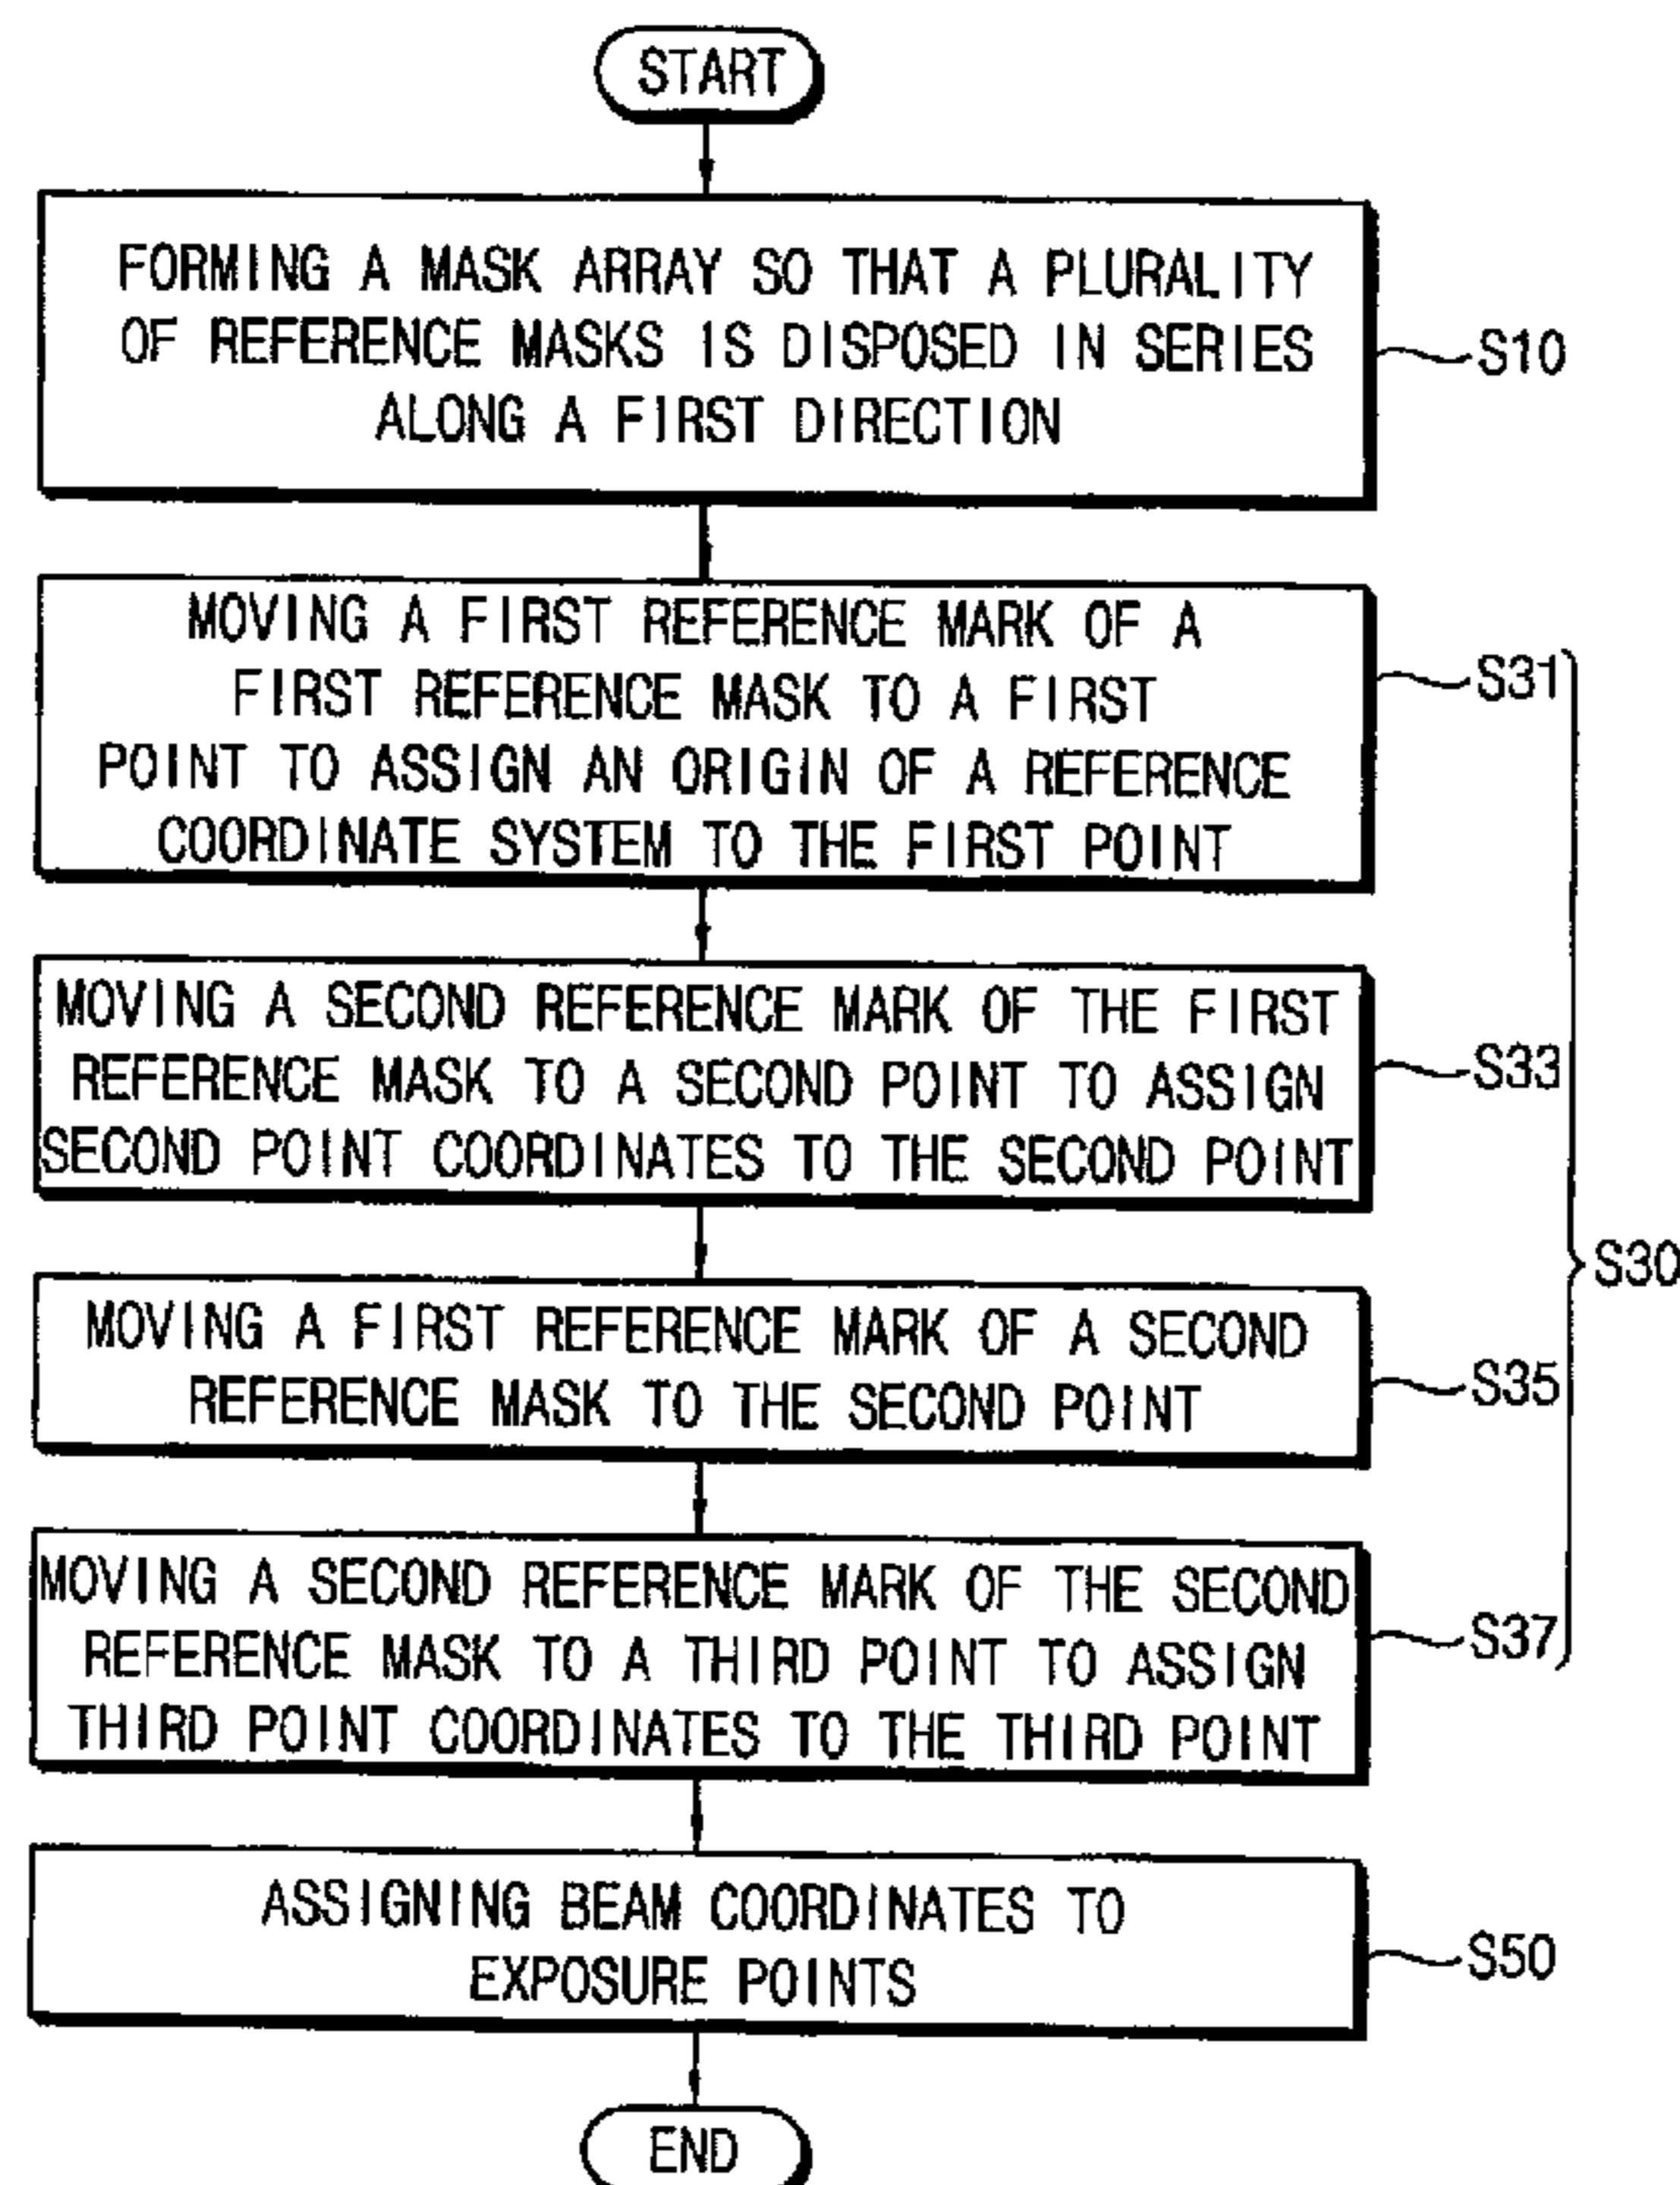 START
FORMING A MASK ARRAY SO THAT A PLURALITY
OF REFERENCE MASKS IS DISPOSED IN SERIES
ALONG A FIRST DIRECTION
S10
MOVING A FIRST REFERENCE MARK OF A
FIRST REFERENCE MASK TO A FIRST
POINT TO ASSIGN AN ORIGIN OF A REFERENCE
COORDINATE SYSTEM TO THE FIRST POINT
S31
MOVING A SECOND REFERENCE MARK OF THE FIRST
REFERENCE MASK TO A SECOND POINT TO ASSIGN
SECOND POINT COORDINATES TO THE SECOND POINT
S33
S30
MOVING A FIRST REFERENCE MARK OF A SECOND
REFERENCE MASK TO THE SECOND POINT
S35
MOVING A SECOND REFERENCE MARK OF THE SECOND
REFERENCE MASK TO A THIRD POINT TO ASSIGN
THIRD POINT COORDINATES TO THE THIRD POINT
S37
ASSIGNING BEAM COORDINATES TO
EXPOSURE POINTS
S50
END